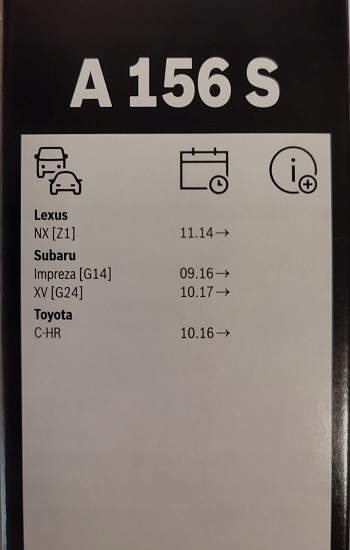 A 156 S
Lexus
NX [Z1] 11.14→
Subaru
Impreza [G14] 09.16→
XV [G24] 10.17→
Toyota
C-HR 10.16→